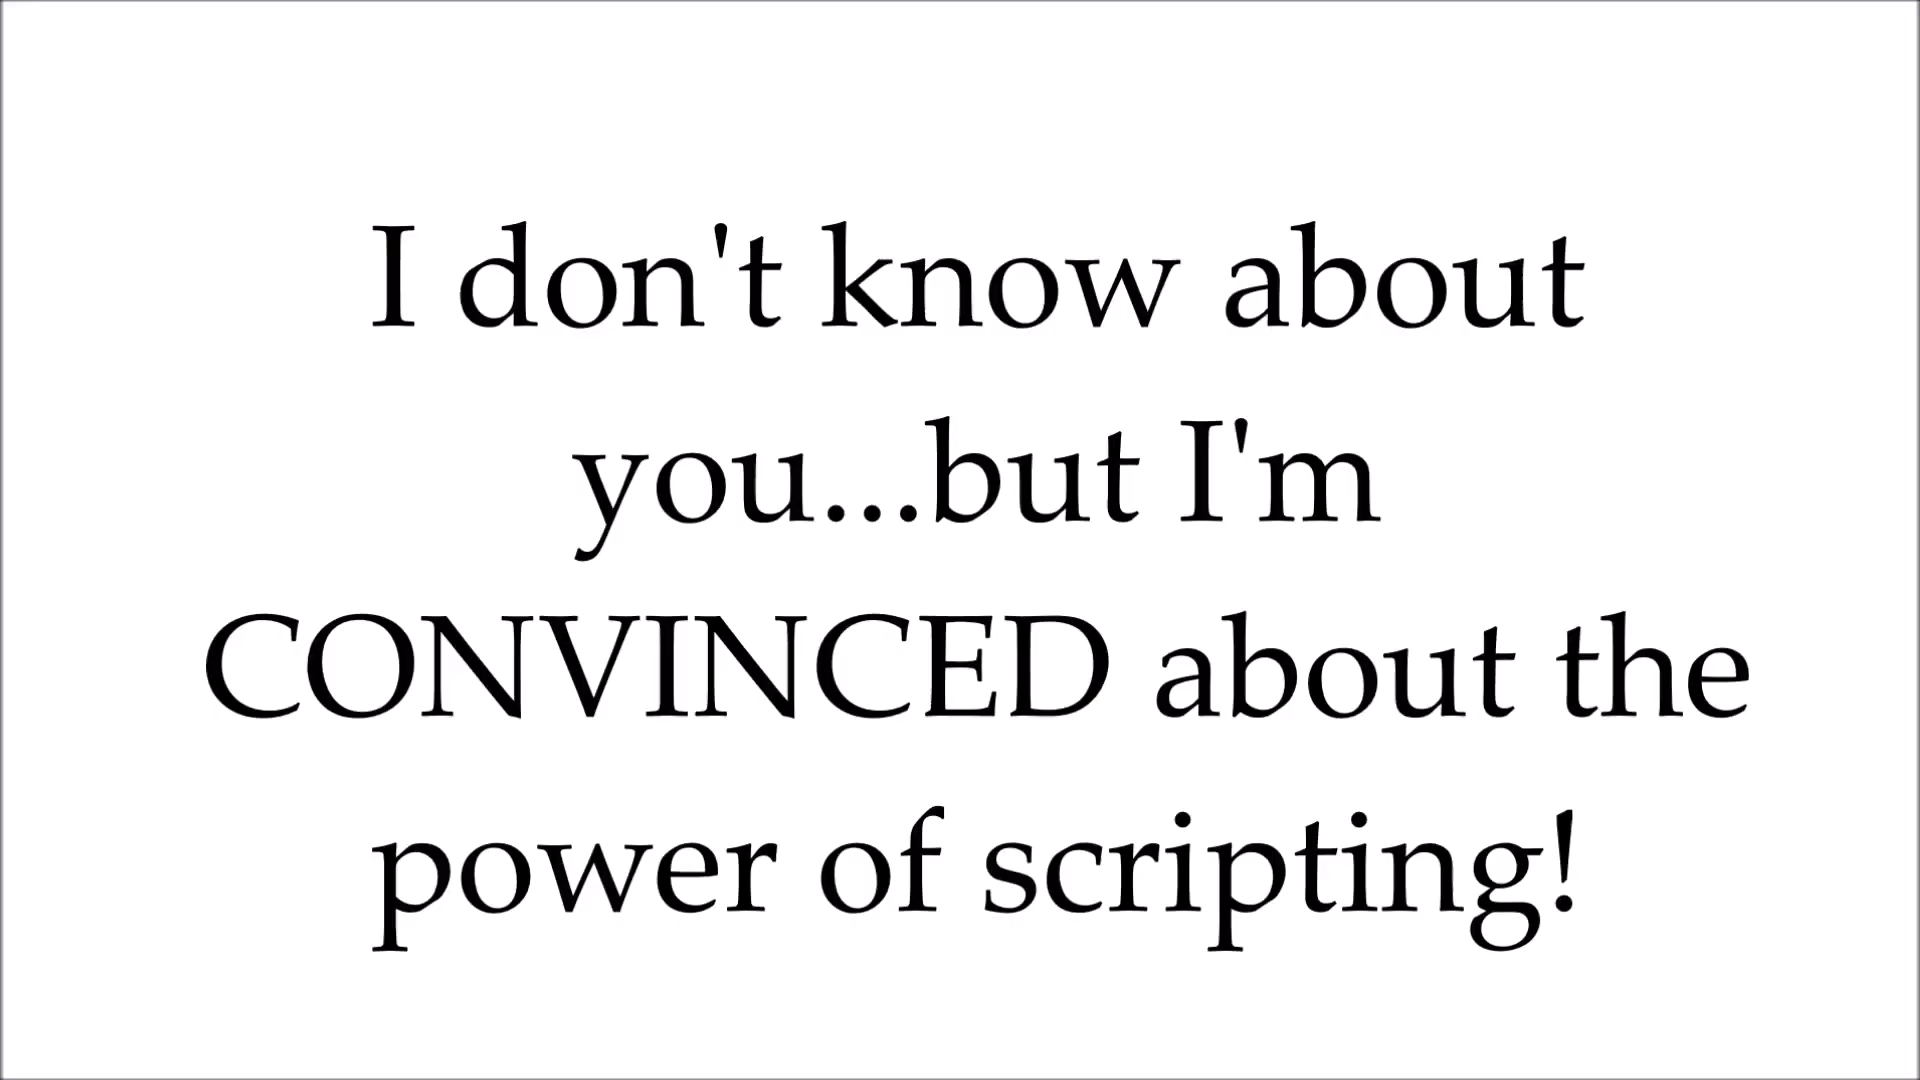 I don't know about
you...but I'm
CONVINCED about the
power of scripting!